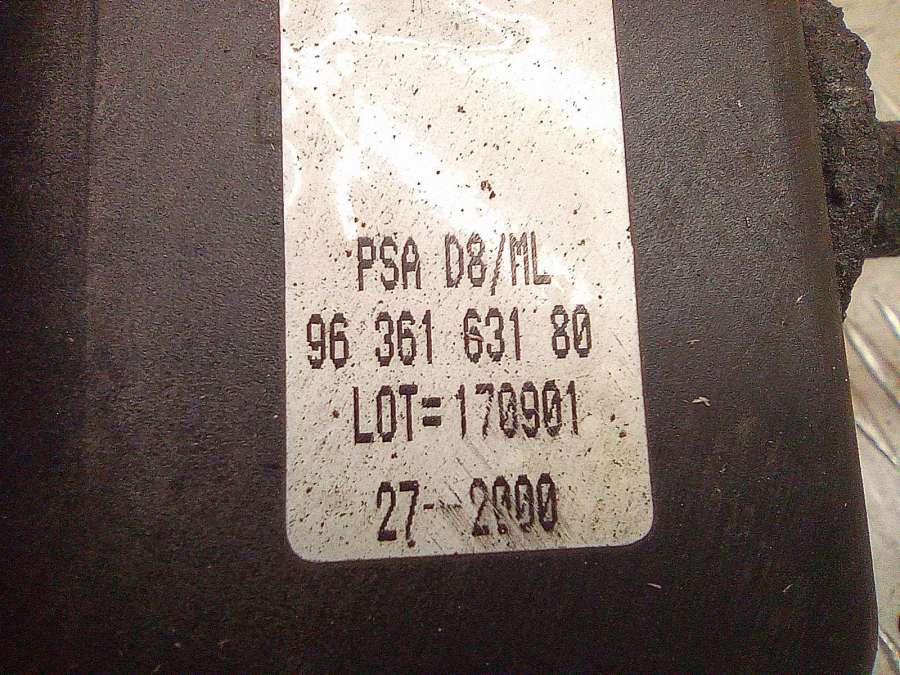 PSA D8/ML
96 361 631 80
LOT=170901
27--2000